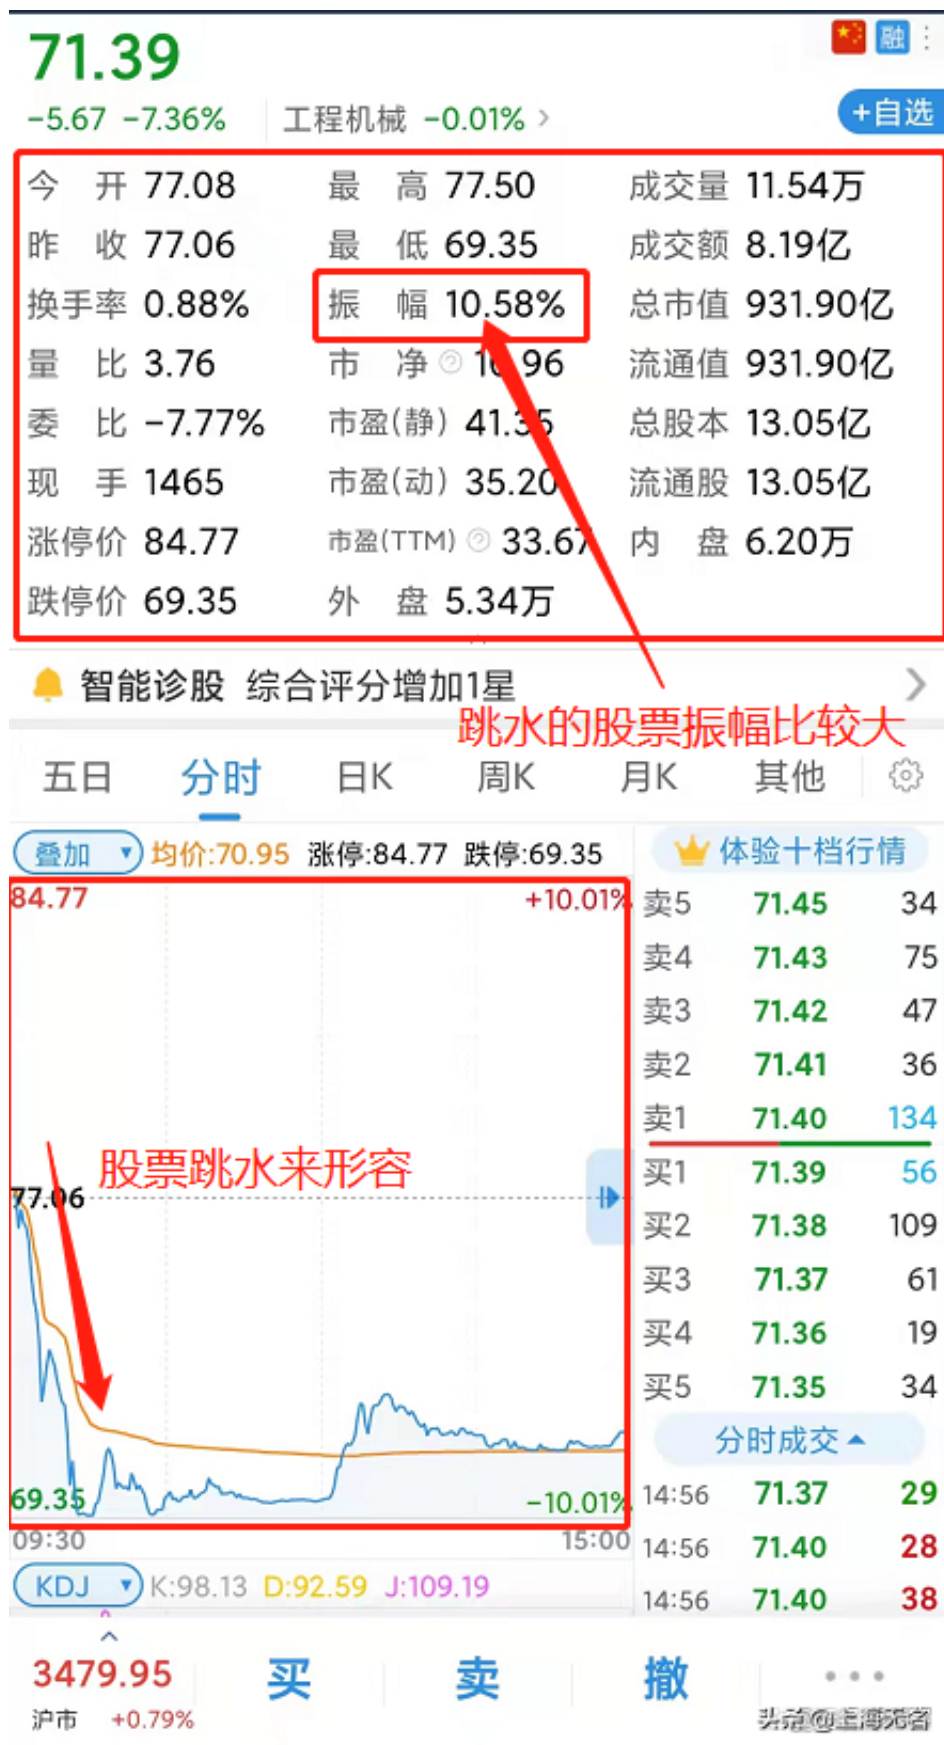 71.39
融
-5.67 -7.36% 工程机械 -0.01%
+自选
今开 77.08 最高 77.50 成交量 11.54万
昨收 77.06 最低 69.35 成交额 8.19亿
换手率 0.88% 振幅 10.58% 总市值 931.90亿
量比 3.76 市净 16.96 流通值 931.90亿
委比 -7.77% 市盈(静) 41.35 总股本 13.05亿
现手 1465 市盈(动) 35.20 流通股 13.05亿
涨停价 84.77 市盈(TTM) 33.67 内盘 6.20万
跌停价 69.35 外盘 5.34万
智能诊股 综合评分增加1星
跳水的股票振幅比较大
五日 分时 日K 周K 月K 其他
叠加 均价:70.95 涨停:84.77 跌停:69.35 体验十档行情
84.77 +10.01%
股票跳水来形容
77.06
69.35 -10.01%
09:30 15:00
卖5 71.45 34
卖4 71.43 75
卖3 71.42 47
卖2 71.41 36
卖1 71.40 134
买1 71.39 56
买2 71.38 109
买3 71.37 61
买4 71.36 19
买5 71.35 34
分时成交
14:56 71.37 29
14:56 71.40 28
14:56 71.40 38
KDJ K:98.13 D:92.59 J:109.19
3479.95 买 卖 撤
沪市 +0.79%
头条@上海无名